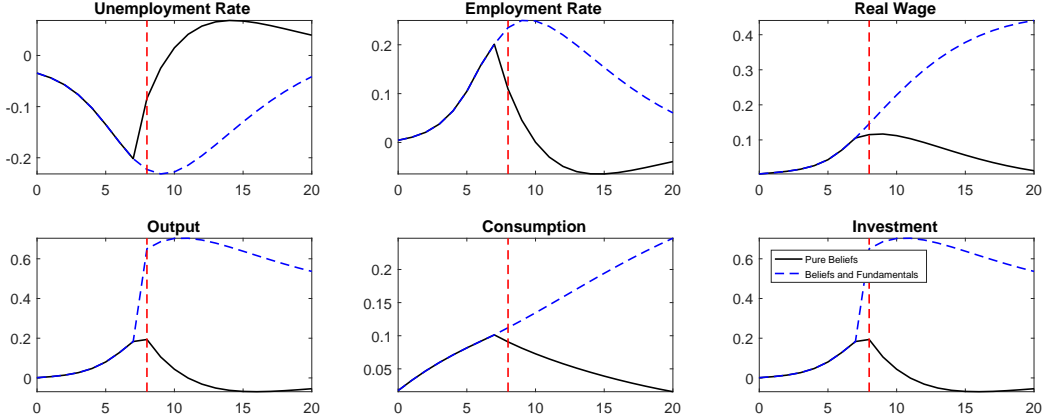 Unemployment Rate
Employment Rate
Real Wage
0
-0.1
-0.2
0 5 10 15 20
0.2
0.1
0
0 5 10 15 20
0.4
0.3
0.2
0.1
0 5 10 15 20
Output
Consumption
Investment
0.6
0.4
0.2
0
0 5 10 15 20
0.2
0.15
0.1
0.05
0 5 10 15 20
0.6
0.4
0.2
0
0 5 10 15 20
Pure Beliefs
Beliefs and Fundamentals